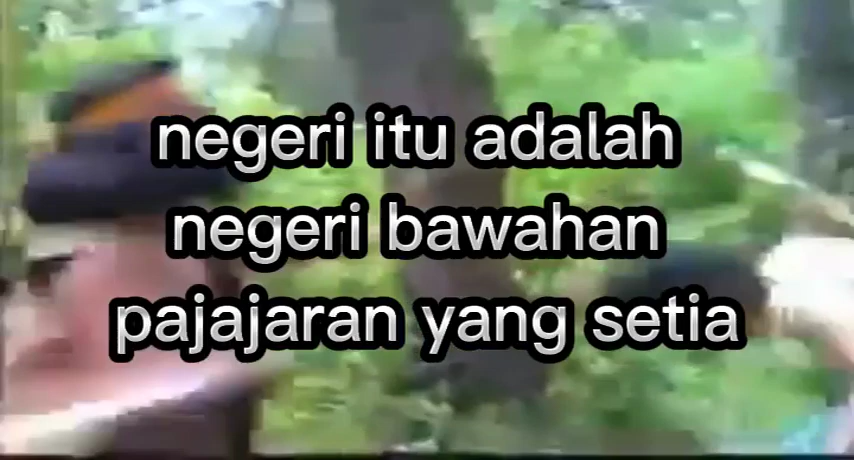 negeri itu adalah
negeri bawahan
pajajaran yang setia